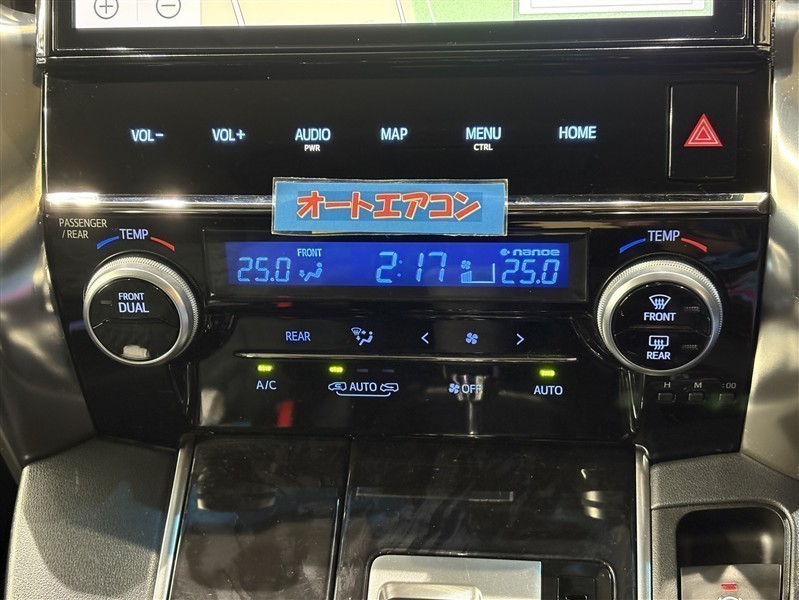 VOL− VOL+ AUDIO MAP MENU HOME
PWR CTRL
オートエアコン
PASSENGER
/REAR
TEMP
FRONT
DUAL
FRONT nanoe
25.0 2:17 25.0
TEMP
FRONT
REAR
REAR < >
A/C AUTO OFF AUTO
H M :00